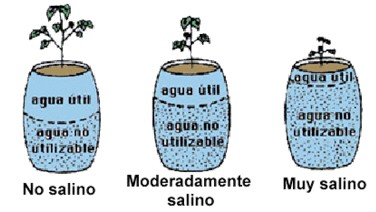 agua útil
agua no
utilizable
No salino
agua útil
agua no
utilizable
Moderadamente
salino
agua útil
agua no
utilizable
Muy salino